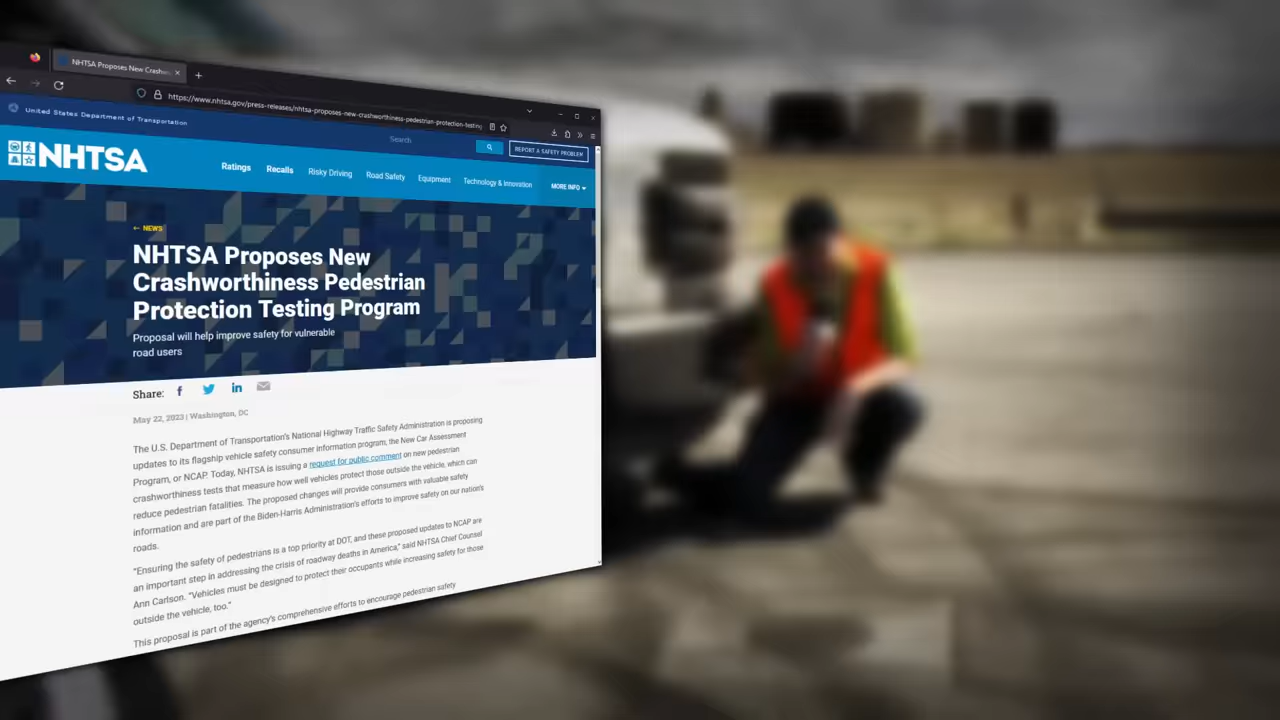 NHTSA Proposes New Crashw
https://www.nhtsa.gov/press-releases/nhtsa-proposes-new-crashworthiness-pedestrian-protection-testing
United States Department of Transportation
Search
REPORT A SAFETY PROBLEM
NHTSA
Ratings Recalls Risky Driving Road Safety Equipment Technology & Innovation MORE INFO
← NEWS
NHTSA Proposes New
Crashworthiness Pedestrian
Protection Testing Program
Proposal will help improve safety for vulnerable
road users
Share:
May 22, 2023 | Washington, DC
The U.S. Department of Transportation's National Highway Traffic Safety Administration is proposing
updates to its flagship vehicle safety consumer information program, the New Car Assessment
Program, or NCAP. Today, NHTSA is issuing a request for public comment on new pedestrian
crashworthiness tests that measure how well vehicles protect those outside the vehicle, which can
reduce pedestrian fatalities. The proposed changes will provide consumers with valuable safety
information and are part of the Biden-Harris Administration's efforts to improve safety on our nation's
roads.
"Ensuring the safety of pedestrians is a top priority at DOT, and these proposed updates to NCAP are
an important step in addressing the crisis of roadway deaths in America," said NHTSA Chief Counsel
Ann Carlson. "Vehicles must be designed to protect their occupants while increasing safety for those
outside the vehicle, too."
This proposal is part of the agency's comprehensive efforts to encourage pedestrian safety